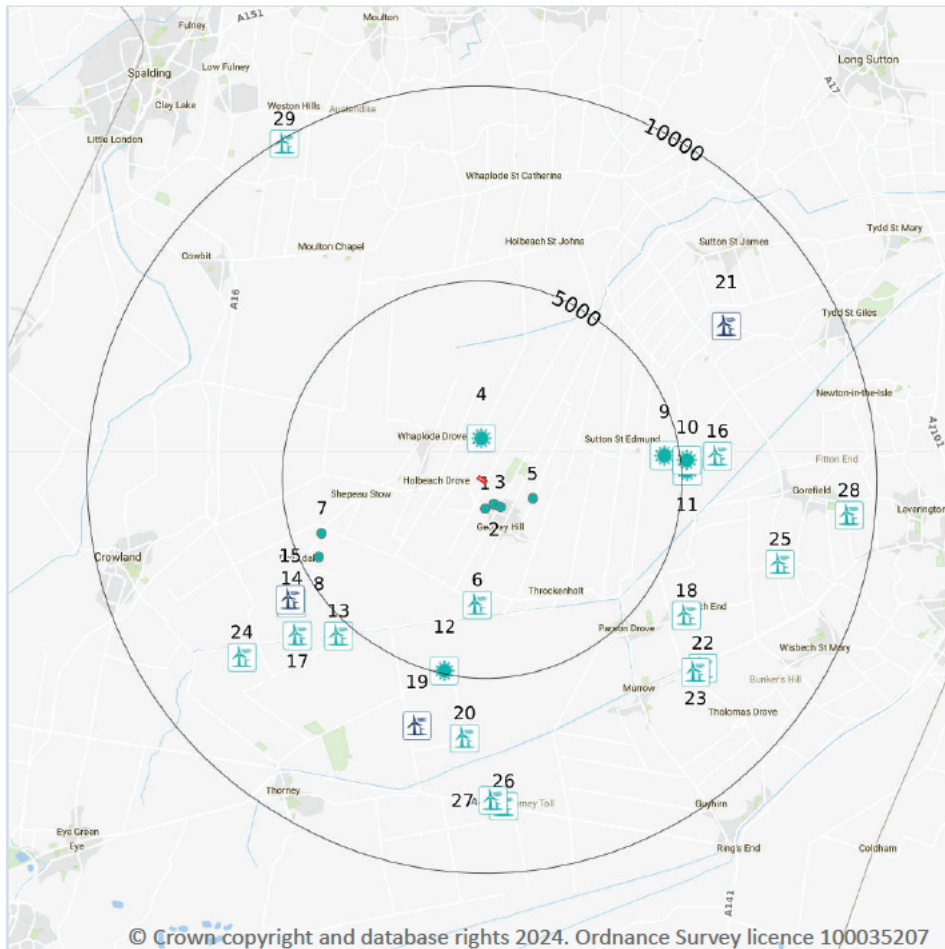 A151
Moulton
Fulney
Long Sutton
Low Fulney
Spalding
A17
Clay Lake
Weston Hills
Austendike
29
10000
Little London
Whaplode St Catherine
Tydd St Mary
Holbeach St Johns
Sutton St James
Moulton Chapel
Cowbit
21
A16
5000
Tydd St Giles
4
Newton-in-the-Isle
9
10
16
A1101
Whaplode Drove
Sutton St Edmund
Fitton End
5
Holbeach Drove
1
3
Gorefield
28
Shepeau Stow
7
11
Leverington
2
25
15
Crowland
14
8
6
Throckenholt
18
13
12
Parson Drove
24
22
Wisbech St Mary
17
19
Bunker's Hill
Murrow
23
20
Tholomas Drove
26
Thorney
27
Guyhirn
Eye Green
Eye
Ring's End
Coldham
A141
© Crown copyright and database rights 2024. Ordnance Survey licence 100035207